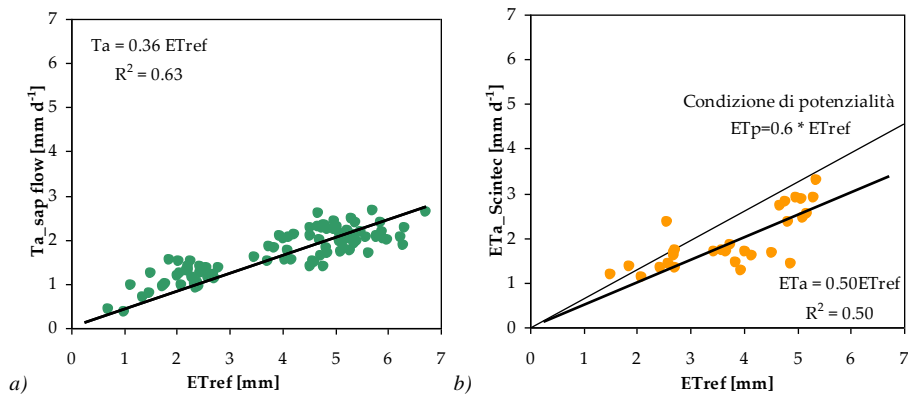 7
6
5
4
3
2
1
0
Ta_sap flow [mm d-1]
Ta = 0.36 ETref
R2 = 0.63
0 1 2 3 4 5 6 7
ETref [mm]
a)
7
6
5
4
3
2
1
0
ETa_Scintec [mm d-1]
Condizione di potenzialità
ETp=0.6 * ETref
ETa = 0.50ETref
R2 = 0.50
0 1 2 3 4 5 6 7
ETref [mm]
b)